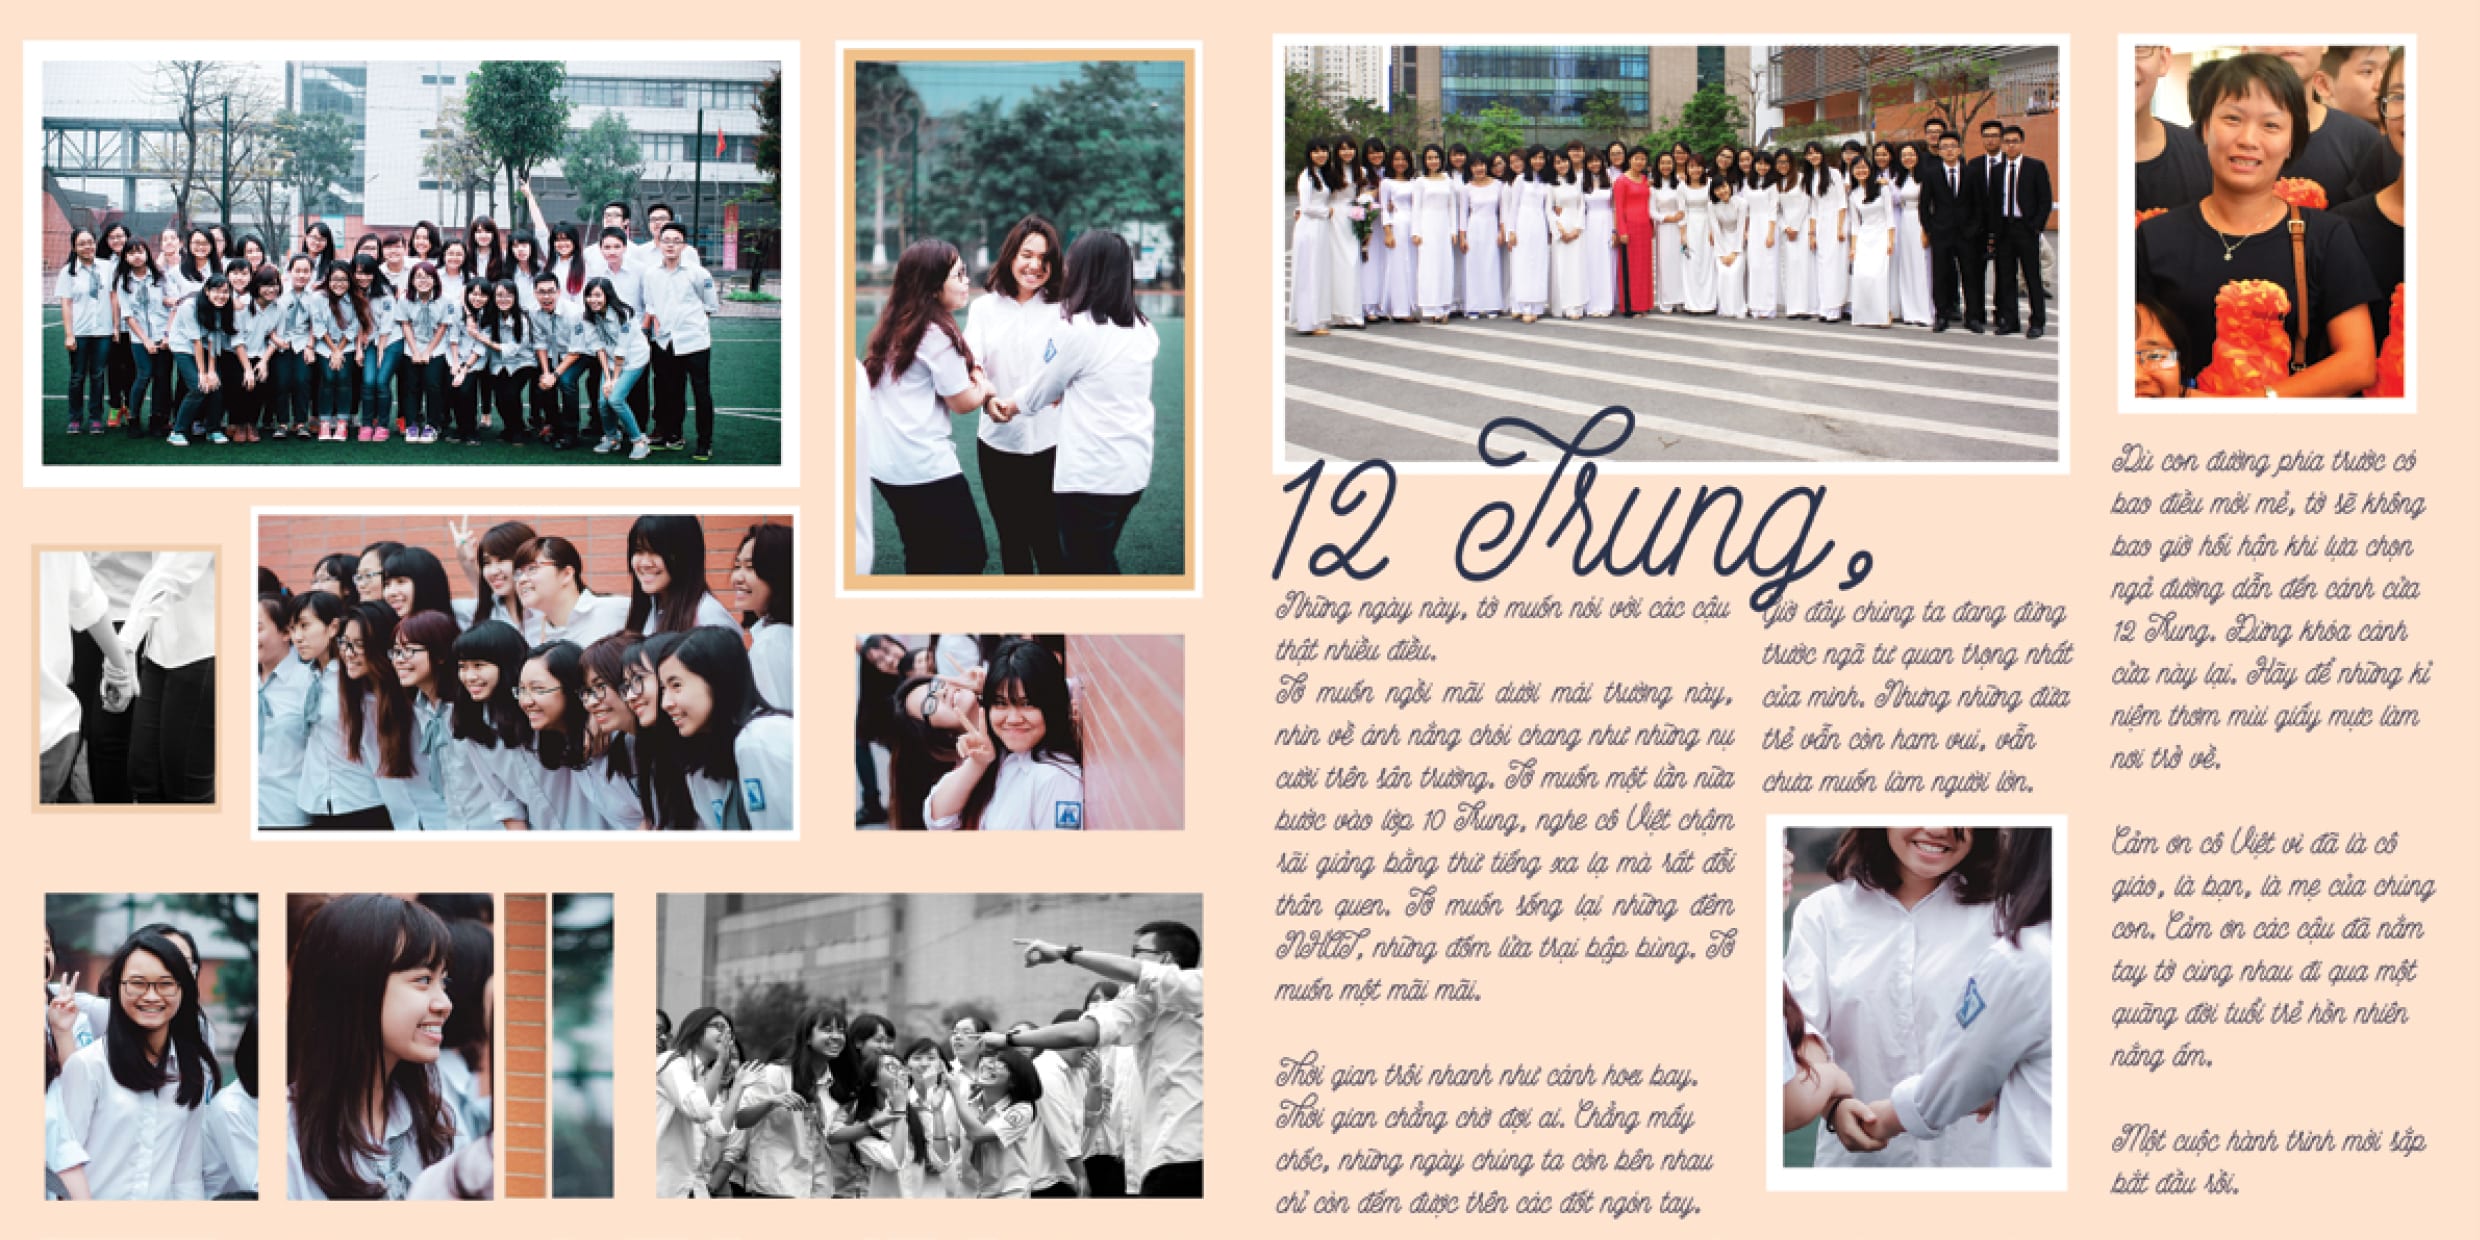 12 Trung,
Những ngày này, tớ muốn nói với các cậu
thật nhiều điều.
Tớ muốn ngồi mãi dưới mái trường này,
nhìn về ánh nắng chói chang như những nụ
cười trên sân trường. Tớ muốn một lần nữa
bước vào lớp 10 Trung, nghe cô Việt chậm
rãi giảng bằng thứ tiếng xa lạ mà rất đỗi
thân quen. Tớ muốn sống lại những đêm
NHCT, những đốm lửa trại bập bùng. Tớ
muốn một mãi mãi.
Thời gian trôi nhanh như cánh hoa bay.
Thời gian chẳng chờ đợi ai. Chẳng mấy
chốc, những ngày chúng ta còn bên nhau
chỉ còn đếm được trên các đốt ngón tay.
Giờ đây chúng ta đang đứng
trước ngã tư quan trọng nhất
của mình. Nhưng những đứa
trẻ vẫn còn ham vui, vẫn
chưa muốn làm người lớn.
Dù con đường phía trước có
bao điều mới mẻ, tớ sẽ không
bao giờ hối hận khi lựa chọn
ngả đường dẫn đến cánh cửa
12 Trung. Đừng khóa cánh
cửa này lại. Hãy để những kỉ
niệm thơm mùi giấy mực làm
nơi trở về.
Cảm ơn cô Việt vì đã là cô
giáo, là bạn, là mẹ của chúng
con. Cảm ơn các cậu đã nắm
tay tớ cùng nhau đi qua một
quãng đời tuổi trẻ hồn nhiên
nắng ấm.
Một cuộc hành trình mới sắp
bắt đầu rồi.